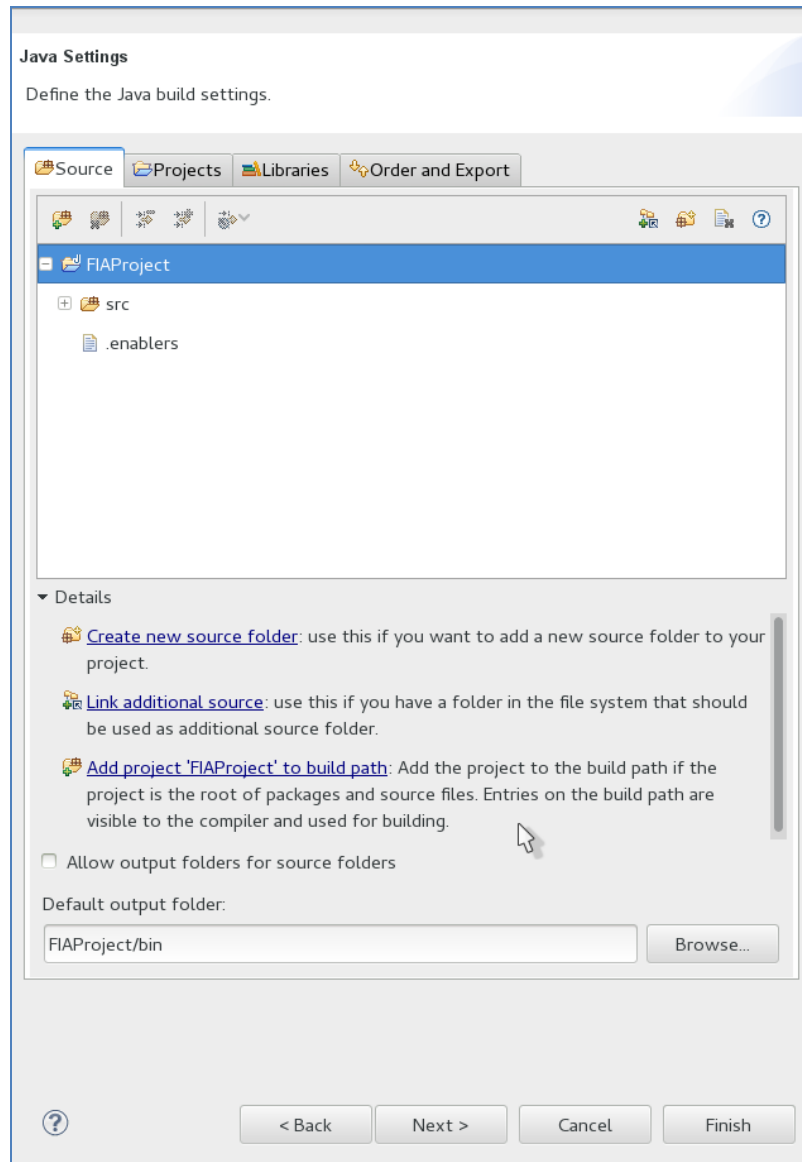 Java Settings
Define the Java build settings.
Source Projects Libraries Order and Export
FIAProject
src
.enablers
Details
Create new source folder: use this if you want to add a new source folder to your
project.
Link additional source: use this if you have a folder in the file system that should
be used as additional source folder.
Add project 'FIAProject' to build path: Add the project to the build path if the
project is the root of packages and source files. Entries on the build path are
visible to the compiler and used for building.
Allow output folders for source folders
Default output folder:
FIAProject/bin Browse...
< Back Next > Cancel Finish